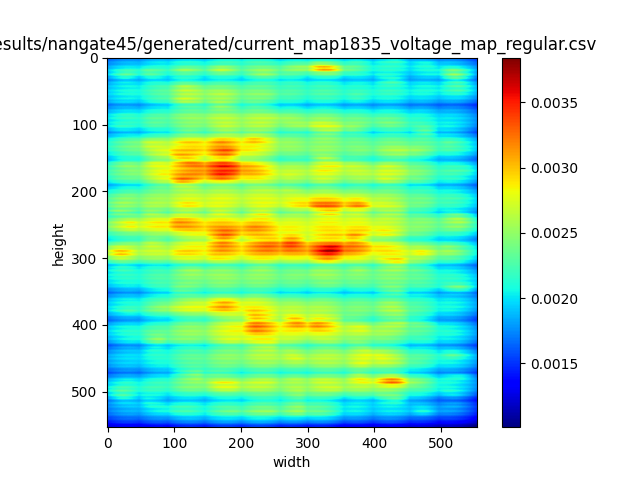 esults/nangate45/generated/current_map1835_voltage_map_regular.csv
0
100
200
300
400
500
height
0 100 200 300 400 500
width
0.0035
0.0030
0.0025
0.0020
0.0015